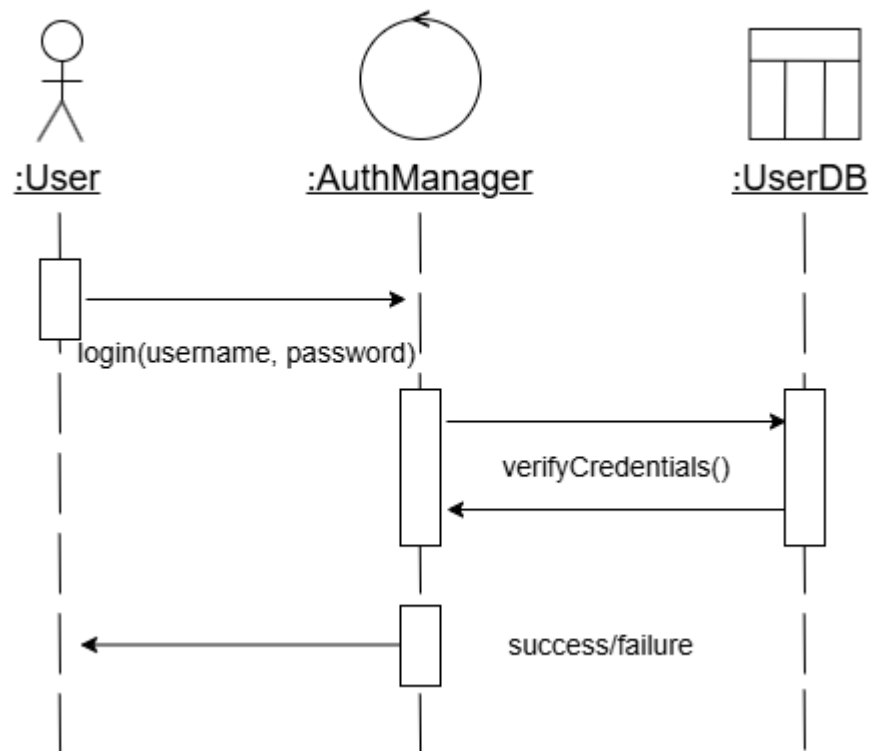 :User
:AuthManager
:UserDB
login(username, password)
verifyCredentials()
success/failure